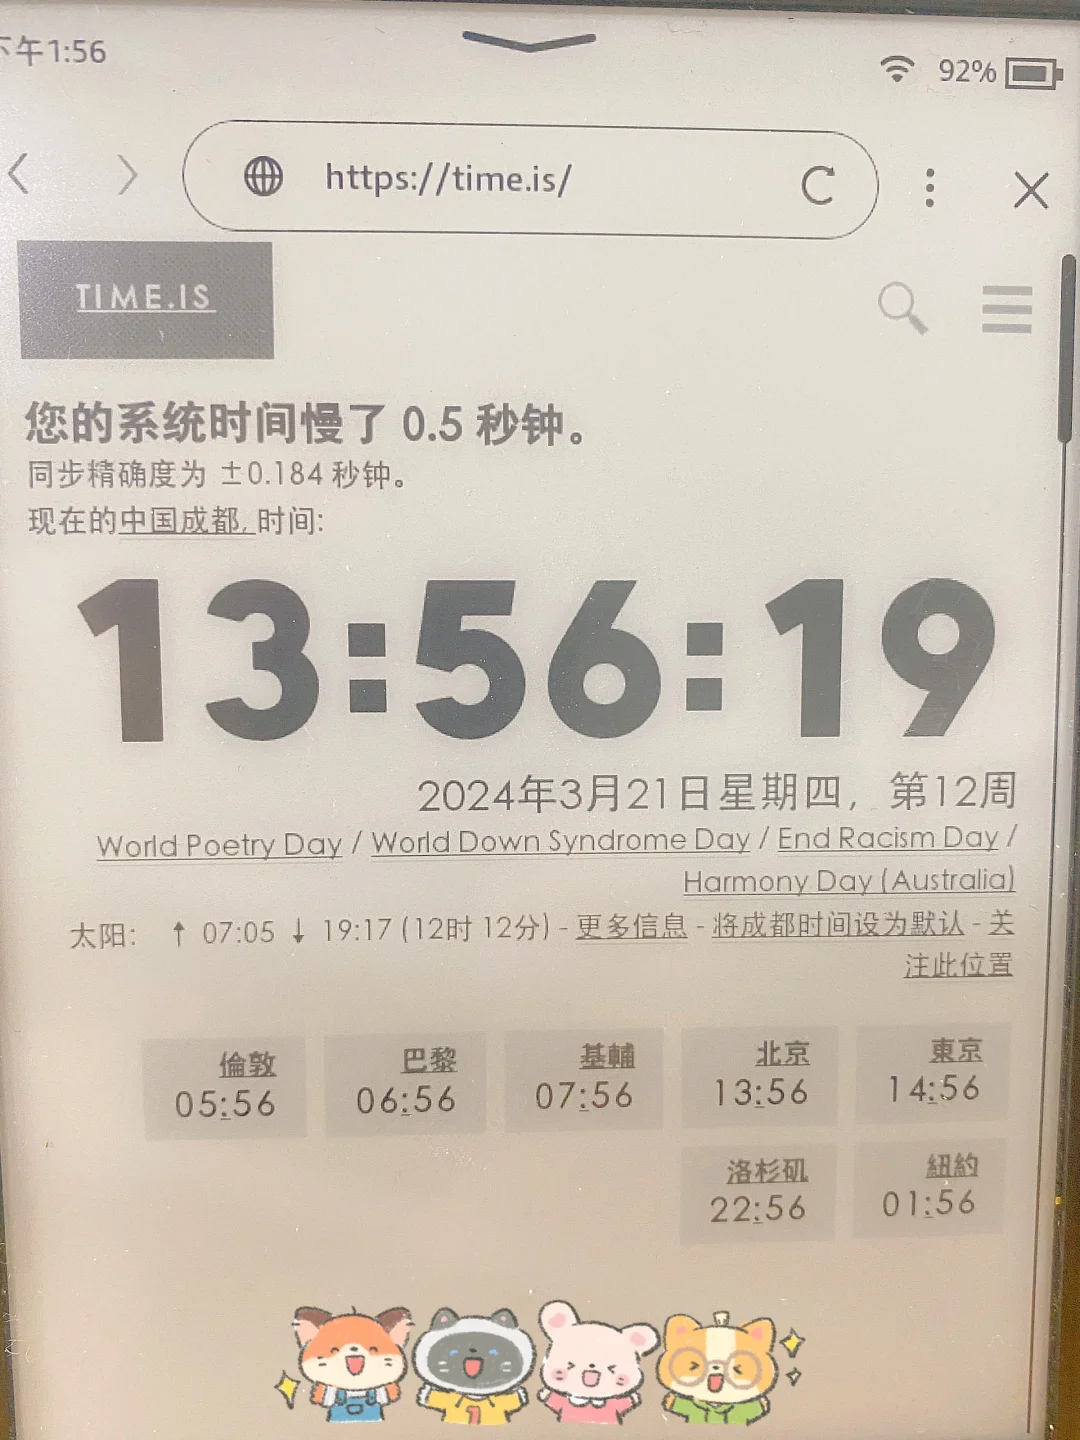 下午1:56
92%
https://time.is/
TIME.IS
您的系统时间慢了 0.5 秒钟。
同步精确度为 ±0.184 秒钟。
现在的中国成都, 时间:
13:56:19
2024年3月21日星期四, 第12周
World Poetry Day / World Down Syndrome Day / End Racism Day /
Harmony Day (Australia)
太阳: ↑ 07:05 ↓ 19:17 (12时 12分) - 更多信息 - 将成都时间设为默认 - 关
注此位置
倫敦 巴黎 基輔 北京 東京
05:56 06:56 07:56 13:56 14:56
洛杉矶 紐約
22:56 01:56